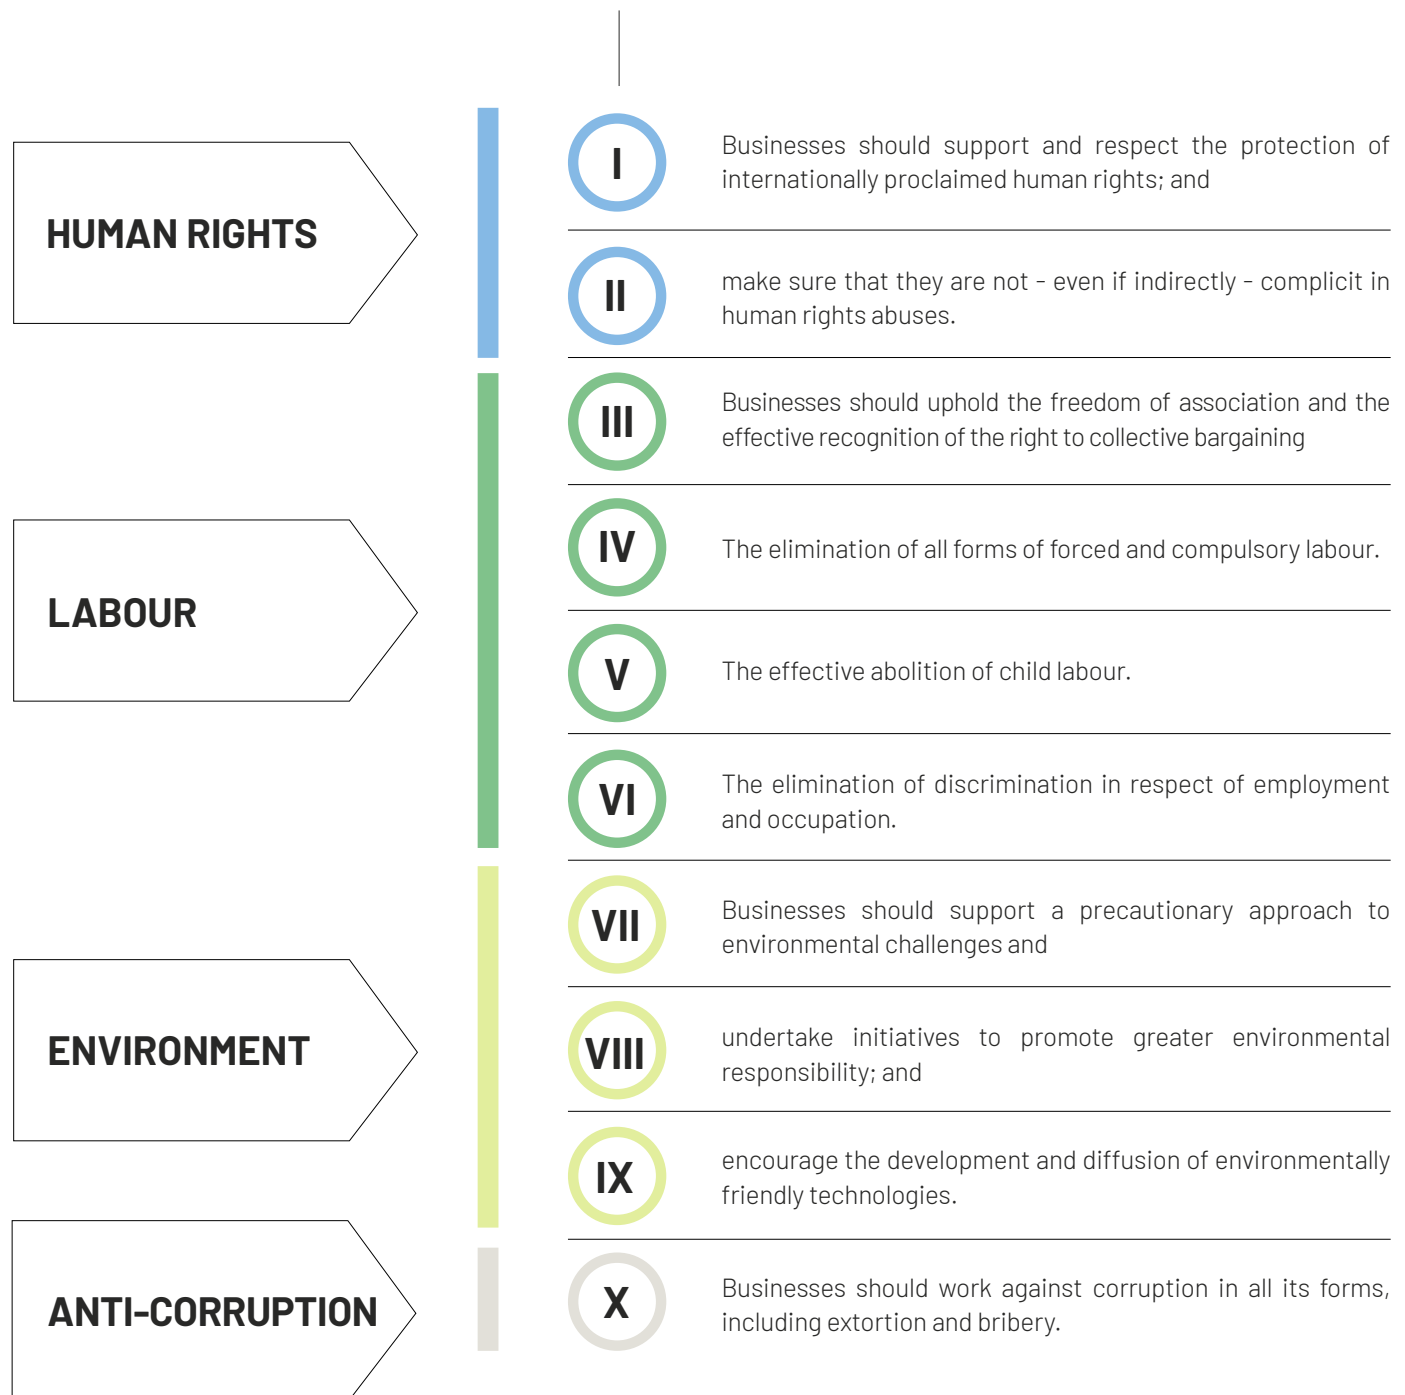 HUMAN RIGHTS
I
Businesses should support and respect the protection of
internationally proclaimed human rights; and
II
make sure that they are not - even if indirectly - complicit in
human rights abuses.
LABOUR
III
Businesses should uphold the freedom of association and the
effective recognition of the right to collective bargaining
IV
The elimination of all forms of forced and compulsory labour.
V
The effective abolition of child labour.
VI
The elimination of discrimination in respect of employment
and occupation.
ENVIRONMENT
VII
Businesses should support a precautionary approach to
environmental challenges and
VIII
undertake initiatives to promote greater environmental
responsibility; and
IX
encourage the development and diffusion of environmentally
friendly technologies.
ANTI-CORRUPTION
X
Businesses should work against corruption in all its forms,
including extortion and bribery.